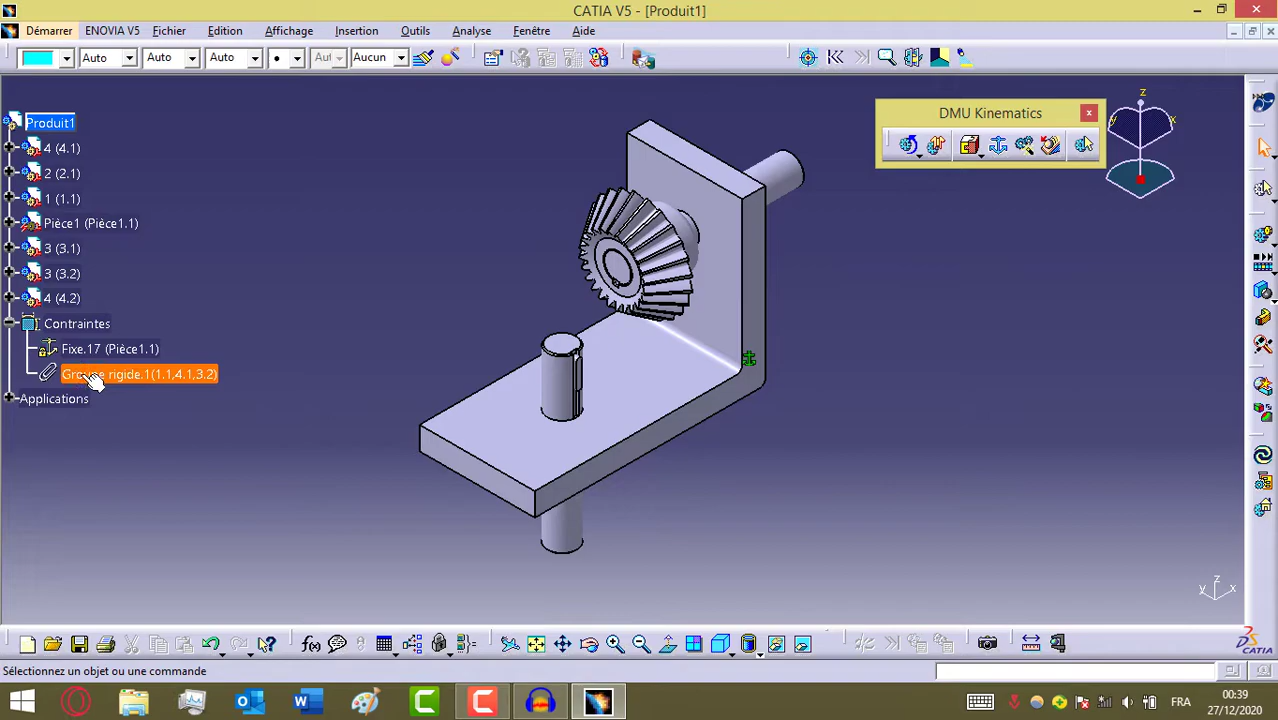 CATIA V5 - [Produit1]
Démarrer ENOVIA V5 Fichier Edition Affichage Insertion Outils Analyse Fenêtre Aide
Auto Auto Auto Aut Aucun
DMU Kinematics
z
y x
Produit1
4 (4.1)
2 (2.1)
1 (1.1)
Pièce1 (Pièce1.1)
3 (3.1)
3 (3.2)
4 (4.2)
Contraintes
Fixe.17 (Pièce1.1)
Groupe rigide.1(1.1,4.1,3.2)
Applications
z
y x
f(x)
CATIA
Sélectionnez un objet ou une commande
FRA
00:39
27/12/2020